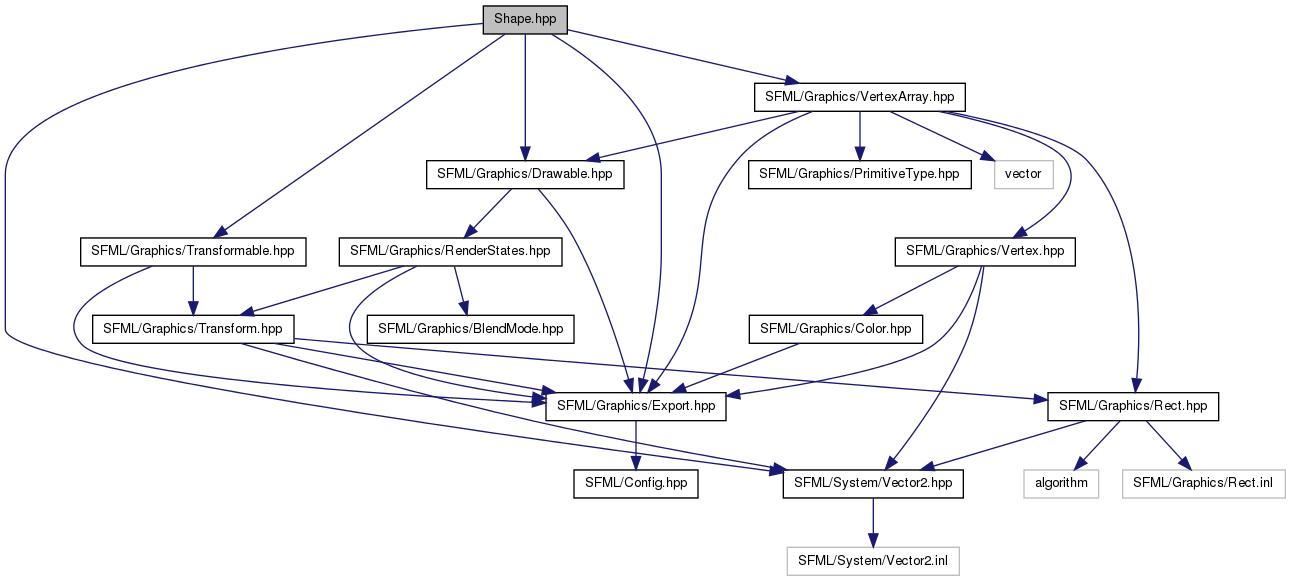 Shape.hpp
SFML/Graphics/VertexArray.hpp
SFML/Graphics/Drawable.hpp
SFML/Graphics/PrimitiveType.hpp
vector
SFML/Graphics/Transformable.hpp
SFML/Graphics/RenderStates.hpp
SFML/Graphics/Vertex.hpp
SFML/Graphics/Transform.hpp
SFML/Graphics/BlendMode.hpp
SFML/Graphics/Color.hpp
SFML/Graphics/Export.hpp
SFML/Graphics/Rect.hpp
SFML/Config.hpp
SFML/System/Vector2.hpp
algorithm
SFML/Graphics/Rect.inl
SFML/System/Vector2.inl